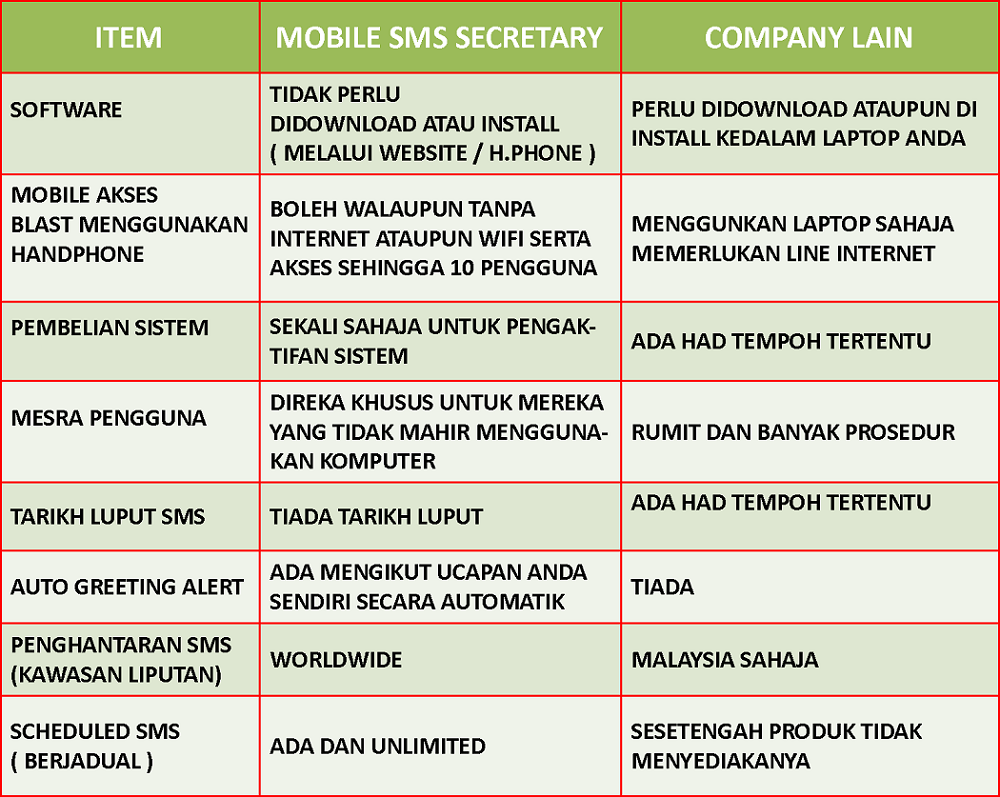 ITEM
MOBILE SMS SECRETARY
COMPANY LAIN
SOFTWARE
TIDAK PERLU
DIDOWNLOAD ATAU INSTALL
( MELALUI WEBSITE / H.PHONE )
PERLU DIDOWNLOAD ATAUPUN DI
INSTALL KEDALAM LAPTOP ANDA
MOBILE AKSES
BLAST MENGGUNAKAN
HANDPHONE
BOLEH WALAUPUN TANPA
INTERNET ATAUPUN WIFI SERTA
AKSES SEHINGGA 10 PENGGUNA
MENGGUNKAN LAPTOP SAHAJA
MEMERLUKAN LINE INTERNET
PEMBELIAN SISTEM
SEKALI SAHAJA UNTUK PENGAK-
TIFAN SISTEM
ADA HAD TEMPOH TERTENTU
MESRA PENGGUNA
DIREKA KHUSUS UNTUK MEREKA
YANG TIDAK MAHIR MENGGUNA-
KAN KOMPUTER
RUMIT DAN BANYAK PROSEDUR
TARIKH LUPUT SMS
TIADA TARIKH LUPUT
ADA HAD TEMPOH TERTENTU
AUTO GREETING ALERT
ADA MENGIKUT UCAPAN ANDA
SENDIRI SECARA AUTOMATIK
TIADA
PENGHANTARAN SMS
(KAWASAN LIPUTAN)
WORLDWIDE
MALAYSIA SAHAJA
SCHEDULED SMS
( BERJADUAL )
ADA DAN UNLIMITED
SESETENGAH PRODUK TIDAK
MENYEDIAKANYA